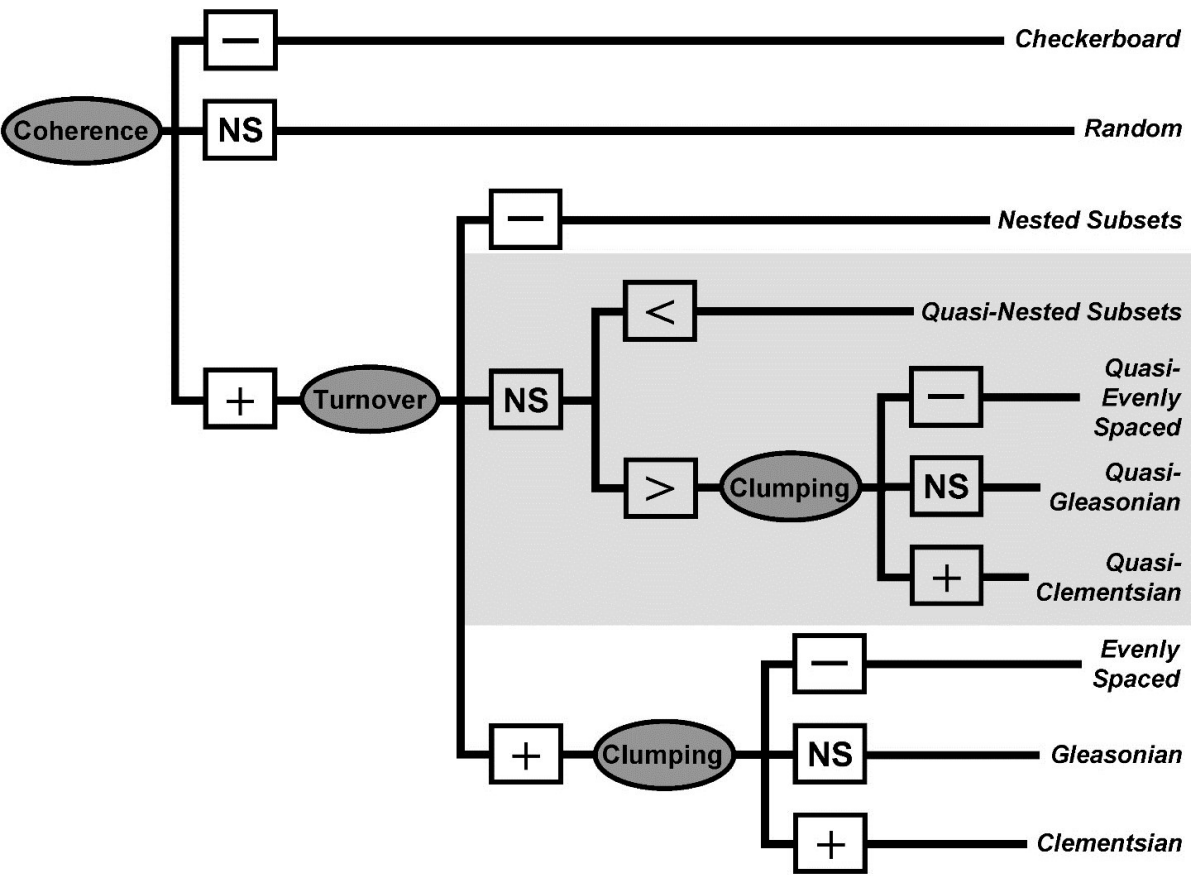 −
Checkerboard
Coherence
NS
Random
−
Nested Subsets
<
Quasi-Nested Subsets
Quasi-
Evenly
Spaced
−
+
Turnover
NS
>
Clumping
NS
Quasi-
Gleasonian
+
Quasi-
Clementsian
−
Evenly
Spaced
+
Clumping
NS
Gleasonian
+
Clementsian